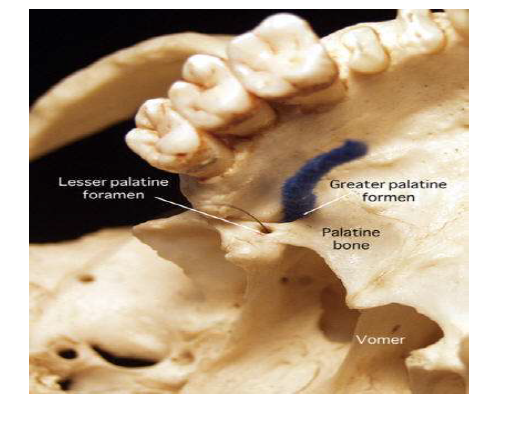 Lesser palatine
foramen
Greater palatine
formen
Palatine
bone
Vomer